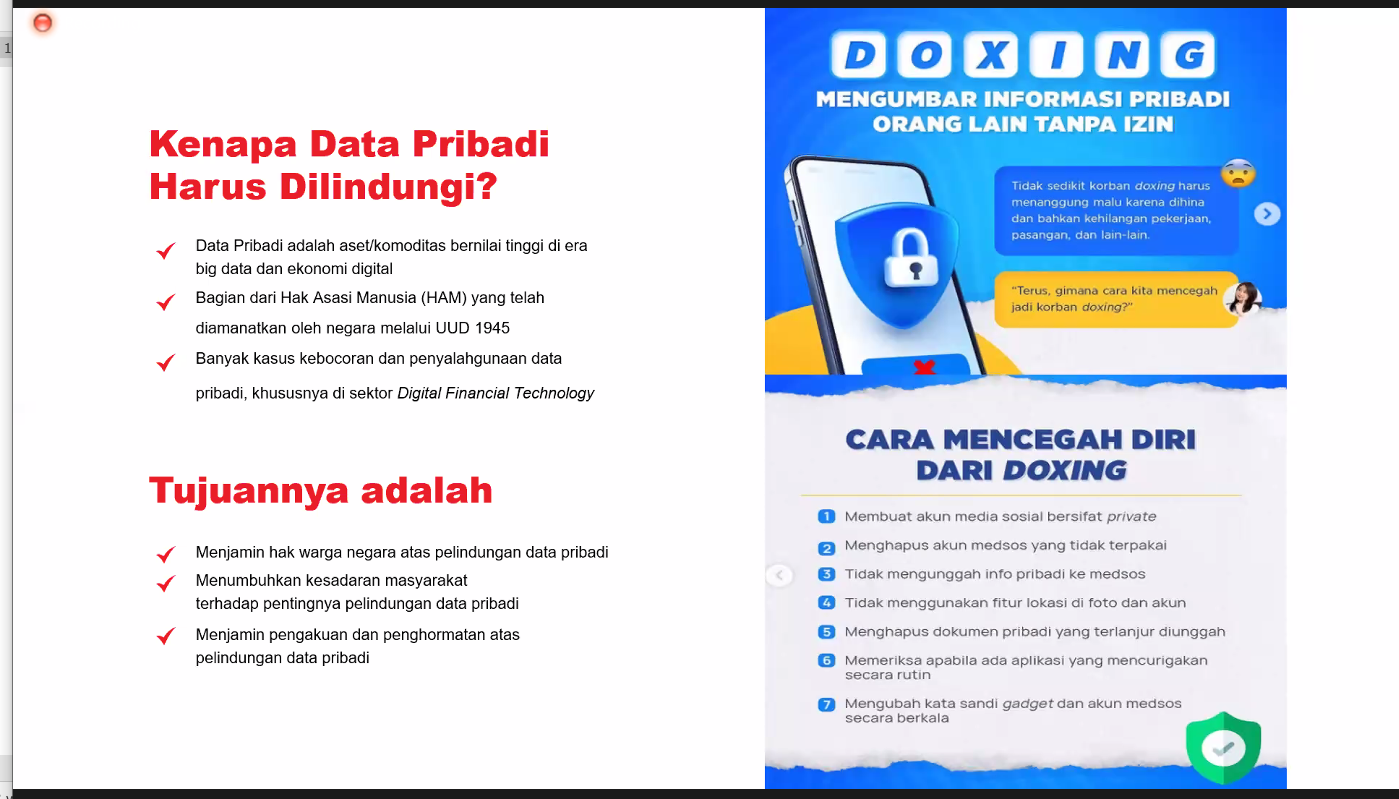 1
Kenapa Data Pribadi
Harus Dilindungi?
Data Pribadi adalah aset/komoditas bernilai tinggi di era
big data dan ekonomi digital
Bagian dari Hak Asasi Manusia (HAM) yang telah
diamanatkan oleh negara melalui UUD 1945
Banyak kasus kebocoran dan penyalahgunaan data
pribadi, khususnya di sektor Digital Financial Technology
Tujuannya adalah
Menjamin hak warga negara atas pelindungan data pribadi
Menumbuhkan kesadaran masyarakat
terhadap pentingnya pelindungan data pribadi
Menjamin pengakuan dan penghormatan atas
pelindungan data pribadi
DOXING
MENGUMBAR INFORMASI PRIBADI
ORANG LAIN TANPA IZIN
Tidak sedikit korban doxing harus
menanggung malu karena dihina
dan bahkan kehilangan pekerjaan,
pasangan, dan lain-lain.
“Terus, gimana cara kita mencegah
jadi korban doxing?”
CARA MENCEGAH DIRI
DARI DOXING
1 Membuat akun media sosial bersifat private
2 Menghapus akun medsos yang tidak terpakai
3 Tidak mengunggah info pribadi ke medsos
4 Tidak menggunakan fitur lokasi di foto dan akun
5 Menghapus dokumen pribadi yang terlanjur diunggah
6 Memeriksa apabila ada aplikasi yang mencurigakan
secara rutin
7 Mengubah kata sandi gadget dan akun medsos
secara berkala